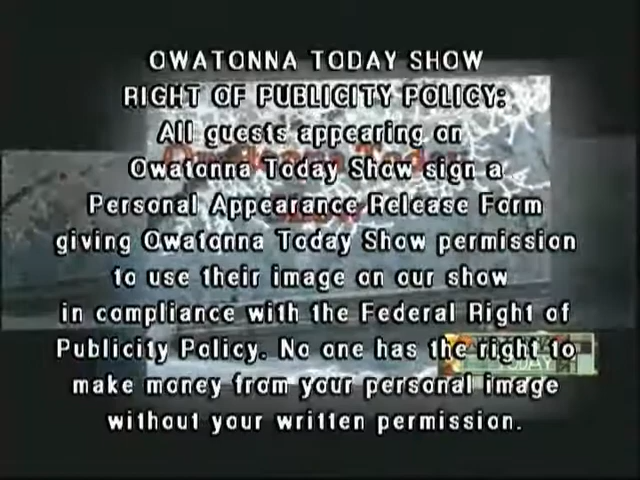 OWATONNA TODAY SHOW
RIGHT OF PUBLICITY POLICY:
All guests appearing on
Owatonna Today Show sign a
Personal Appearance Release Form
giving Owatonna Today Show permission
to use their image on our show
in compliance with the Federal Right of
Publicity Policy. No one has the right to
make money from your personal image
without your written permission.
TODAY